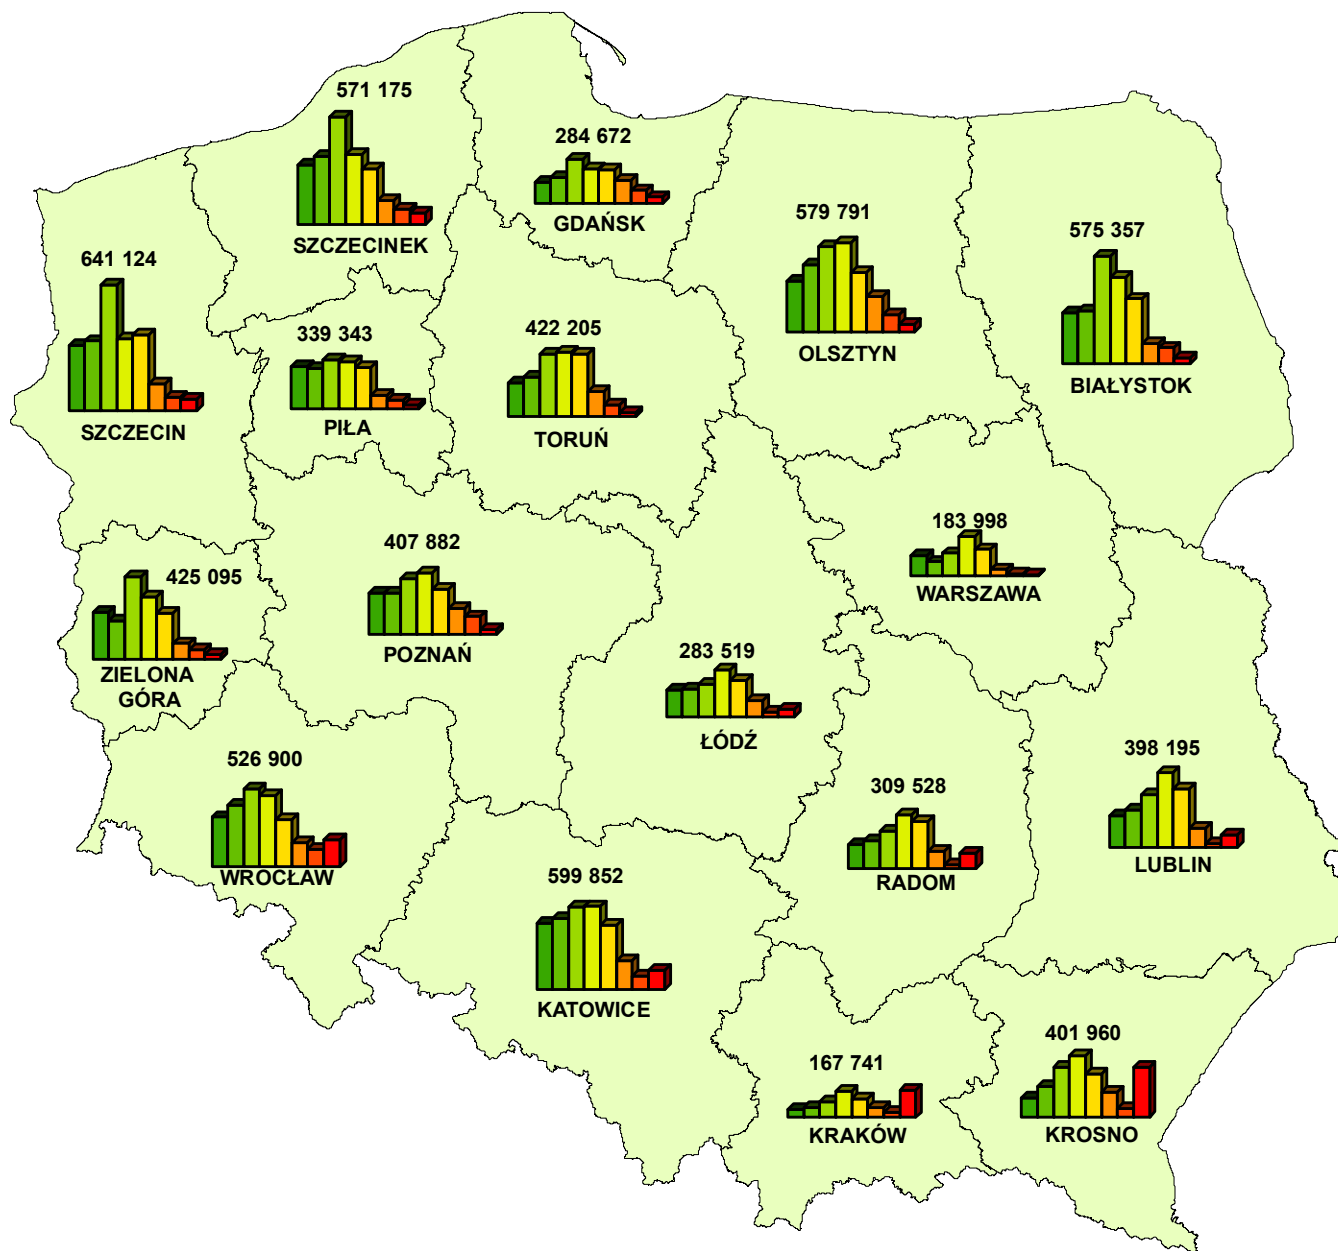 571 175
SZCZECINEK
284 672
GDAŃSK
579 791
OLSZTYN
575 357
BIAŁYSTOK
641 124
SZCZECIN
339 343
PIŁA
422 205
TORUŃ
183 998
WARSZAWA
407 882
POZNAŃ
425 095
ZIELONA
GÓRA
283 519
ŁÓDŹ
526 900
WROCŁAW
309 528
RADOM
398 195
LUBLIN
599 852
KATOWICE
167 741
KRAKÓW
401 960
KROSNO